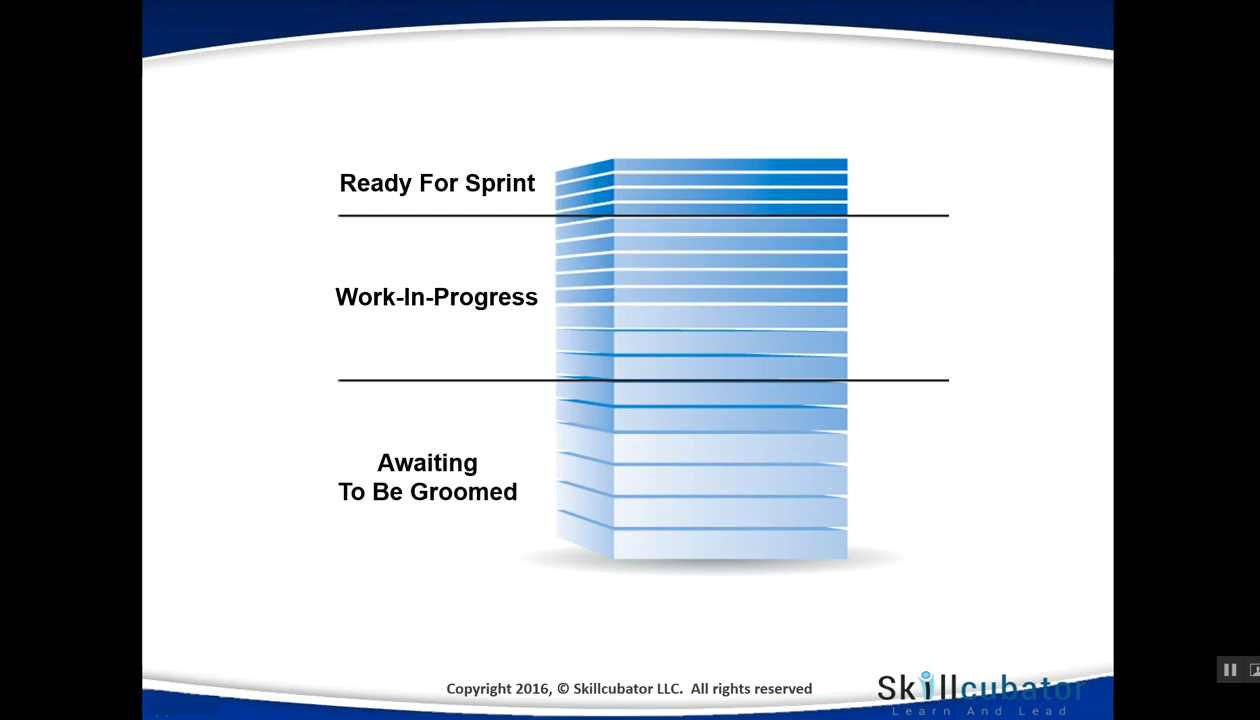 Ready For Sprint
Work-In-Progress
Awaiting
To Be Groomed
Copyright 2016, © Skillcubator LLC. All rights reserved
Skillcubator
Learn And Lead